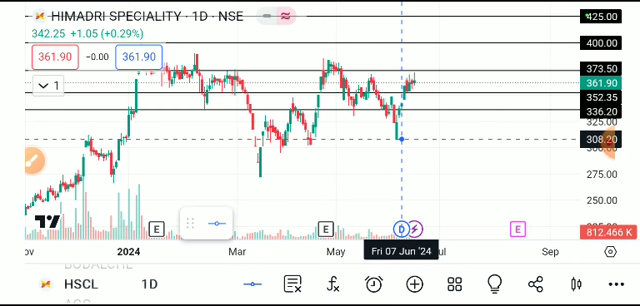 HIMADRI SPECIALITY · 1D · NSE
342.25 +1.05 (+0.29%)
361.90 −0.00 361.90
1
425.00
400.00
373.50
361.90
352.35
336.20
325.00
308.20
275.00
250.00
812.466 K
E E D E
2024 Mar May Fri 07 Jun '24 Sep
HSCL 1D